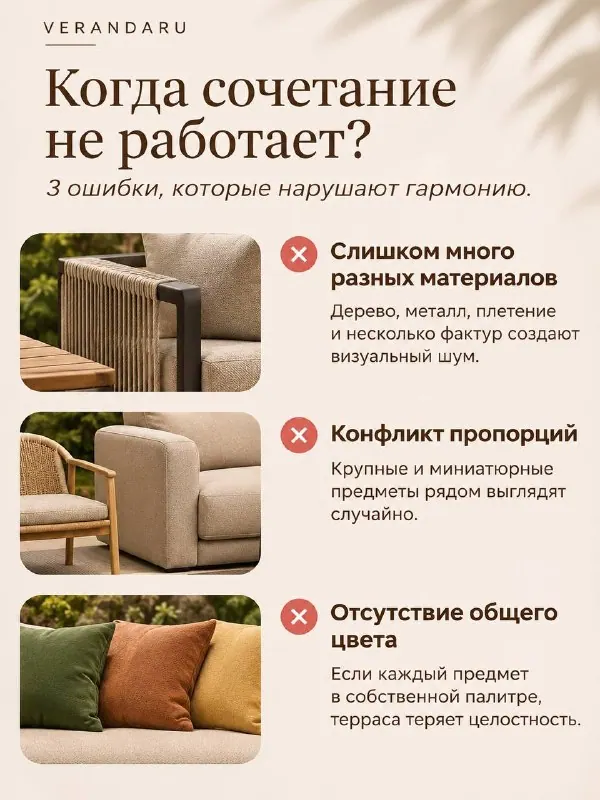 VERANDARU
Когда сочетание
не работает?
3 ошибки, которые нарушают гармонию.
Слишком много
разных материалов
Дерево, металл, плетение
и несколько фактур создают
визуальный шум.
Конфликт пропорций
Крупные и миниатюрные
предметы рядом выглядят
случайно.
Отсутствие общего
цвета
Если каждый предмет
в собственной палитре,
терраса теряет целостность.